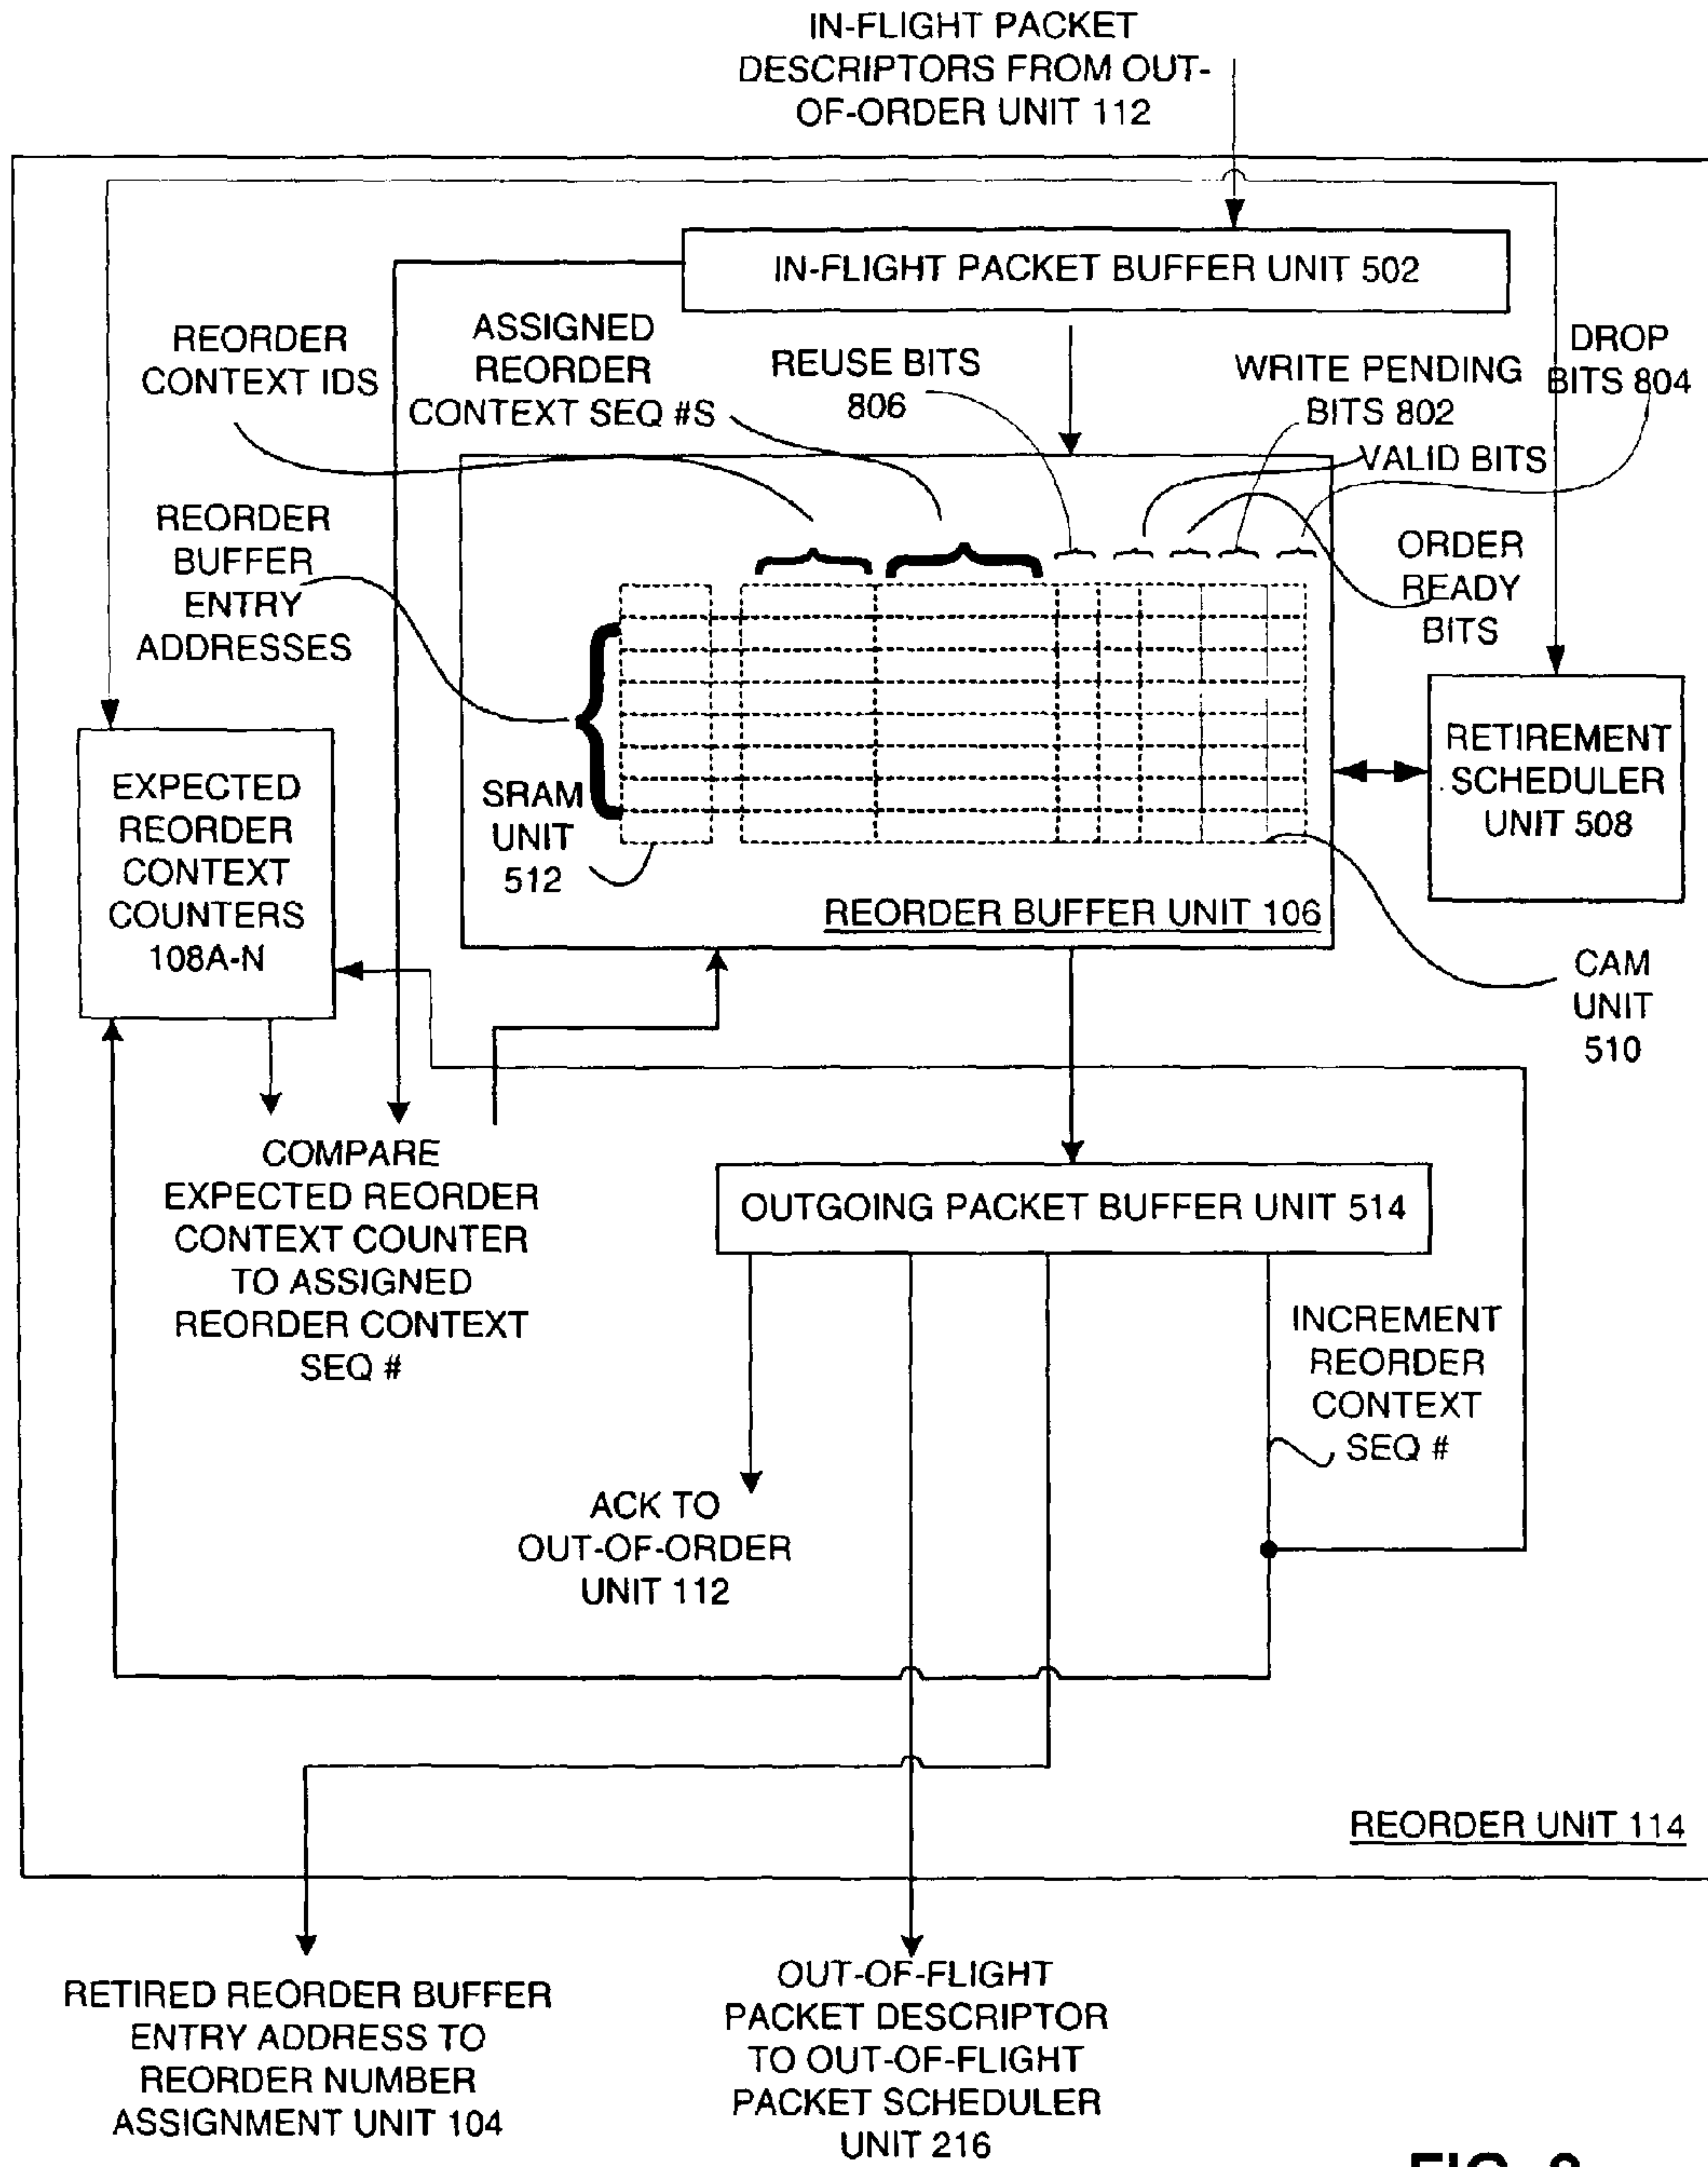 IN-FLIGHT PACKET
DESCRIPTORS FROM OUT-
OF-ORDER UNIT 112
IN-FLIGHT PACKET BUFFER UNIT 502
REORDER
CONTEXT IDS
ASSIGNED
REORDER
CONTEXT SEQ #S
REUSE BITS
806
WRITE PENDING
BITS 802
DROP
BITS 804
VALID BITS
REORDER
BUFFER
ENTRY
ADDRESSES
ORDER
READY
BITS
EXPECTED
REORDER
CONTEXT
COUNTERS
108A-N
SRAM
UNIT
512
REORDER BUFFER UNIT 106
RETIREMENT
SCHEDULER
UNIT 508
CAM
UNIT
510
COMPARE
EXPECTED REORDER
CONTEXT COUNTER
TO ASSIGNED
REORDER CONTEXT
SEQ #
OUTGOING PACKET BUFFER UNIT 514
INCREMENT
REORDER
CONTEXT
SEQ #
ACK TO
OUT-OF-ORDER
UNIT 112
REORDER UNIT 114
RETIRED REORDER BUFFER
ENTRY ADDRESS TO
REORDER NUMBER
ASSIGNMENT UNIT 104
OUT-OF-FLIGHT
PACKET DESCRIPTOR
TO OUT-OF-FLIGHT
PACKET SCHEDULER
UNIT 216
FIG.